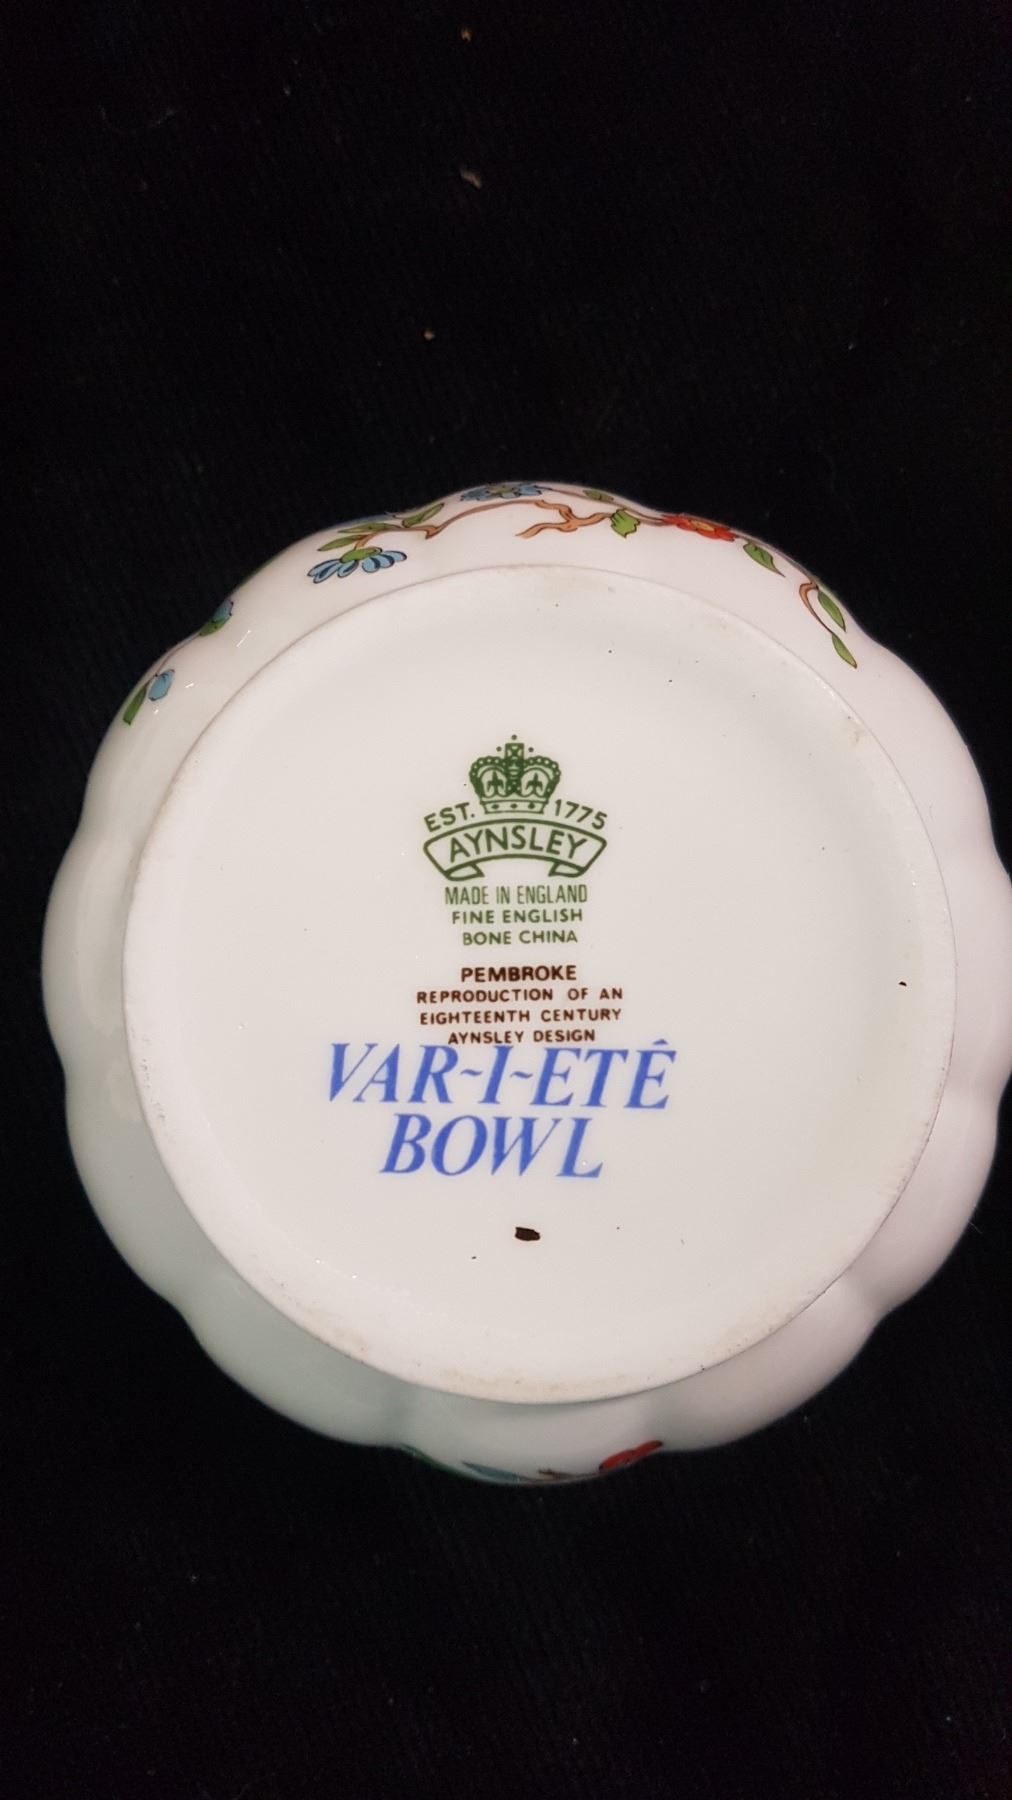 EST. 1775
AYNSLEY
MADE IN ENGLAND
FINE ENGLISH
BONE CHINA
PEMBROKE
REPRODUCTION OF AN
EIGHTEENTH CENTURY
AYNSLEY DESIGN
VAR~I~ETÊ
BOWL